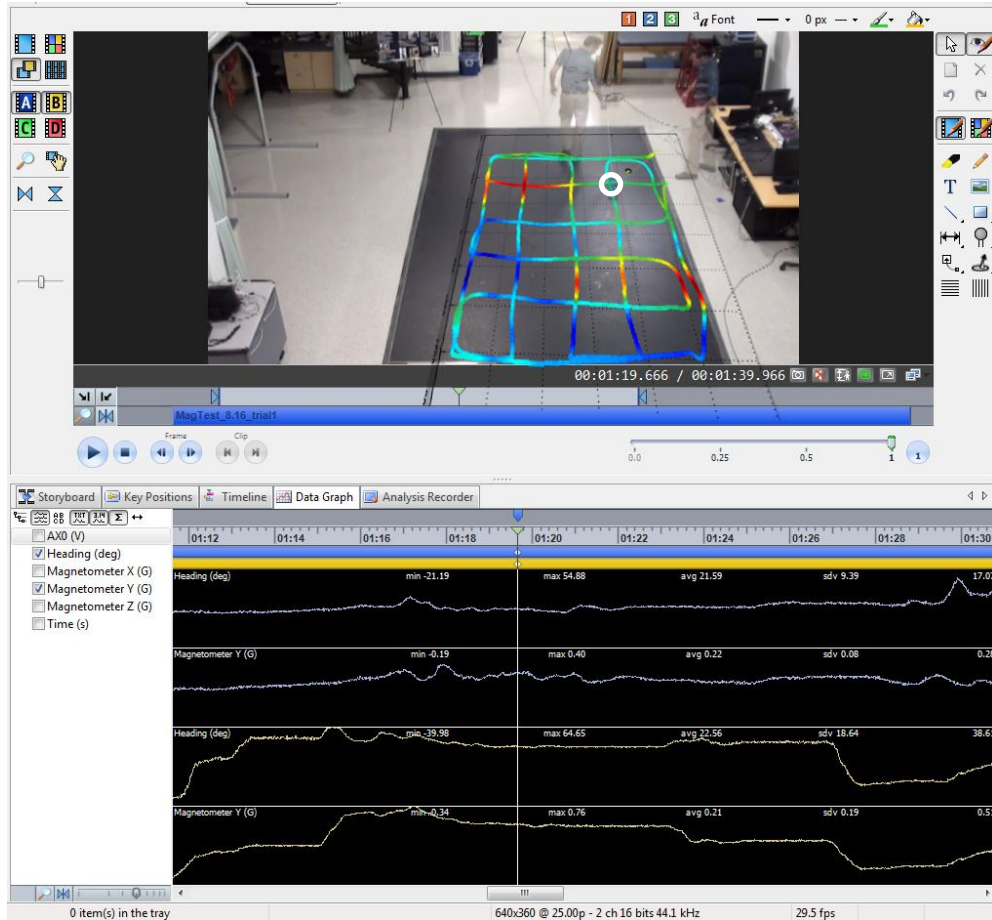 1 2 3 aa Font 0 px
A B
C D
T
00:01:19.666 / 00:01:39.966
MagTest_8.16_trial1
Frame Clip
0.0 0.25 0.5 1 1
Storyboard Key Positions Timeline Data Graph Analysis Recorder
TXT 3.14 Σ
AX0 (V)
Heading (deg)
Magnetometer X (G)
Magnetometer Y (G)
Magnetometer Z (G)
Time (s)
01:12 01:14 01:16 01:18 01:20 01:22 01:24 01:26 01:28 01:30
Heading (deg) min -21.19 max 54.88 avg 21.59 sdv 9.39 17.07
Magnetometer Y (G) min -0.19 max 0.40 avg 0.22 sdv 0.08 0.28
Heading (deg) min -39.98 max 64.65 avg 22.56 sdv 18.64 38.61
Magnetometer Y (G) min -0.34 max 0.76 avg 0.21 sdv 0.19 0.51
0 item(s) in the tray 640x360 @ 25.00p - 2 ch 16 bits 44.1 kHz 29.5 fps